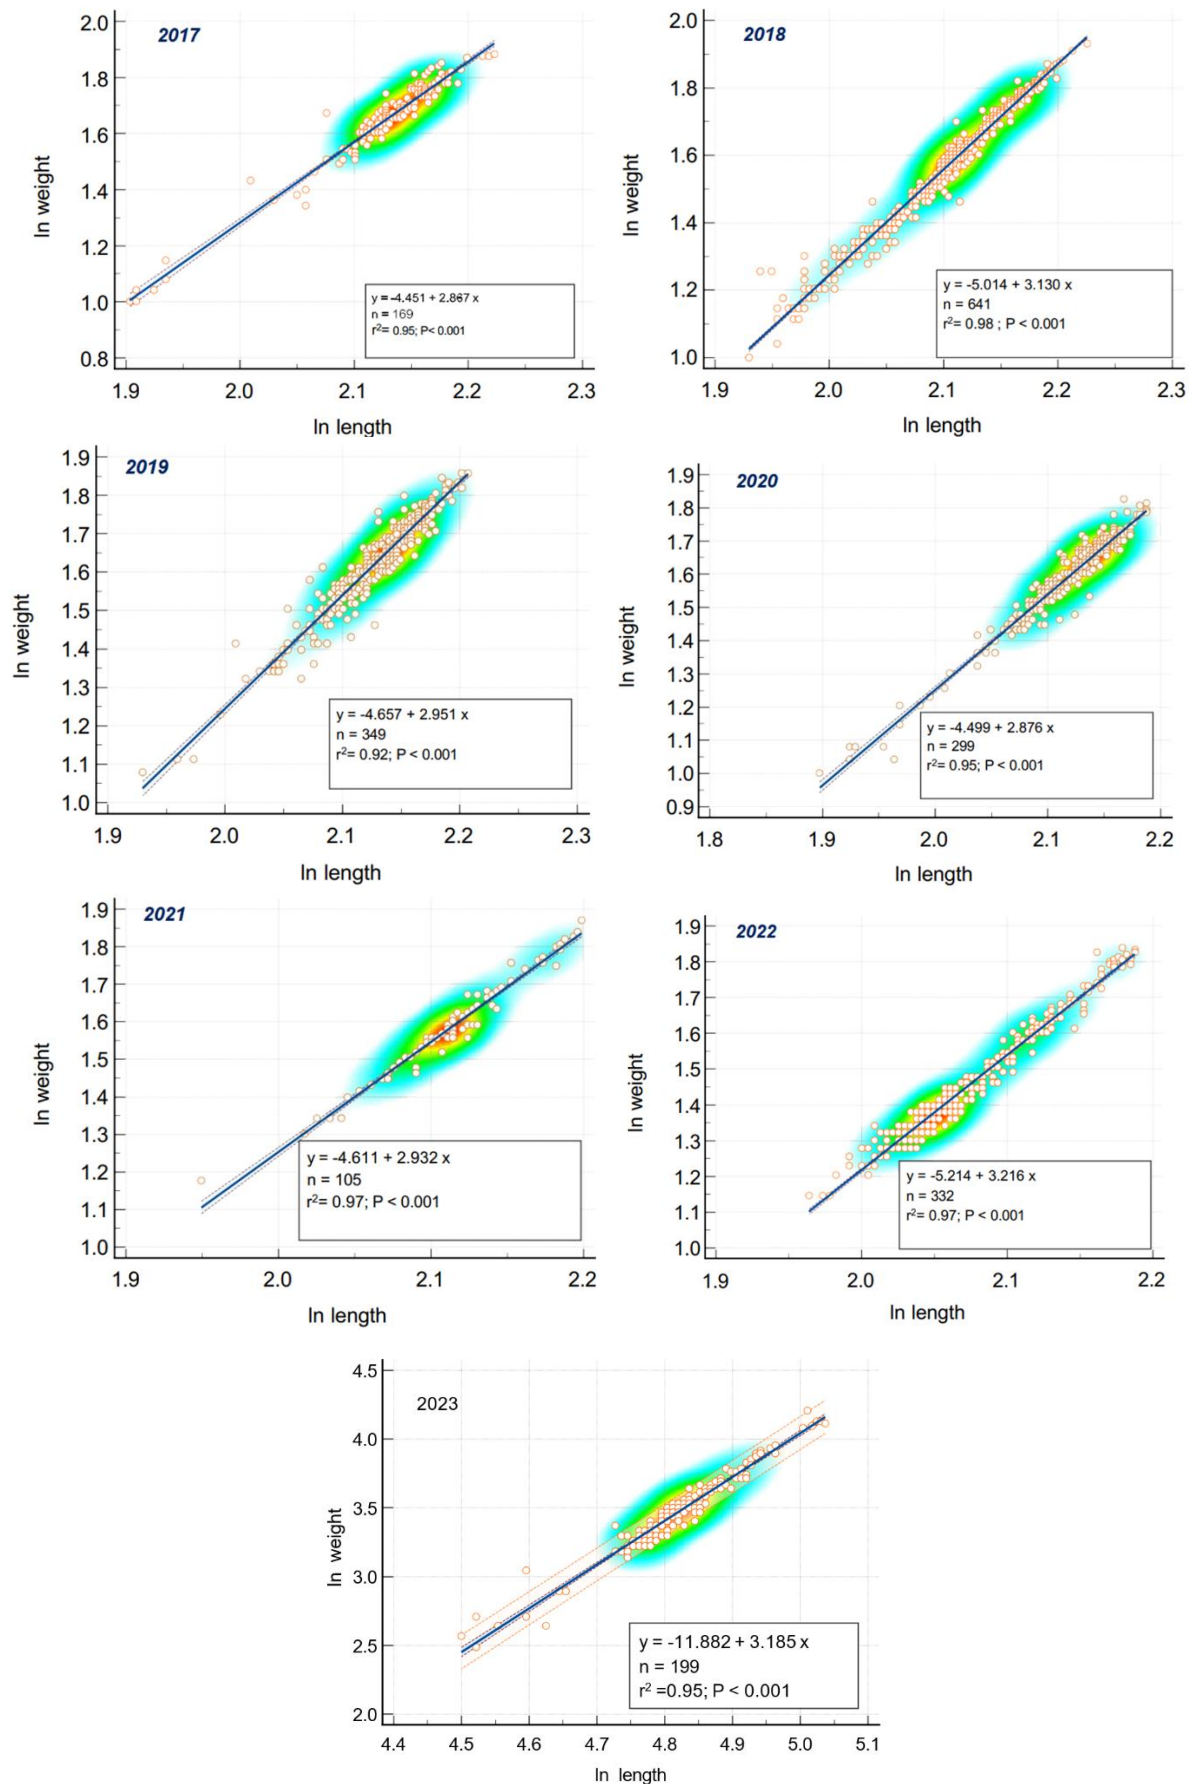 2017
2.0
1.8
1.6
1.4
1.2
1.0
0.8
ln weight
y = -4.451 + 2.867 x
n = 169
r²= 0.95; P< 0.001
1.9 2.0 2.1 2.2 2.3
ln length
2018
2.0
1.8
1.6
1.4
1.2
1.0
ln weight
y = -5.014 + 3.130 x
n = 641
r²= 0.98 ; P < 0.001
1.9 2.0 2.1 2.2 2.3
ln length
2019
1.9
1.8
1.7
1.6
1.5
1.4
1.3
1.2
1.1
1.0
ln weight
y = -4.657 + 2.951 x
n = 349
r²= 0.92; P < 0.001
1.9 2.0 2.1 2.2 2.3
ln length
2020
1.9
1.8
1.7
1.6
1.5
1.4
1.3
1.2
1.1
1.0
0.9
ln weight
y = -4.499 + 2.876 x
n = 299
r²= 0.95; P < 0.001
1.8 1.9 2.0 2.1 2.2
ln length
2021
1.9
1.8
1.7
1.6
1.5
1.4
1.3
1.2
1.1
1.0
ln weight
y = -4.611 + 2.932 x
n = 105
r²= 0.97; P < 0.001
1.9 2.0 2.1 2.2
ln length
2022
1.9
1.8
1.7
1.6
1.5
1.4
1.3
1.2
1.1
1.0
ln weight
y = -5.214 + 3.216 x
n = 332
r²= 0.97; P < 0.001
1.9 2.0 2.1 2.2
ln length
2023
4.5
4.0
3.5
3.0
2.5
2.0
ln weight
y = -11.882 + 3.185 x
n = 199
r² =0.95; P < 0.001
4.4 4.5 4.6 4.7 4.8 4.9 5.0 5.1
ln length